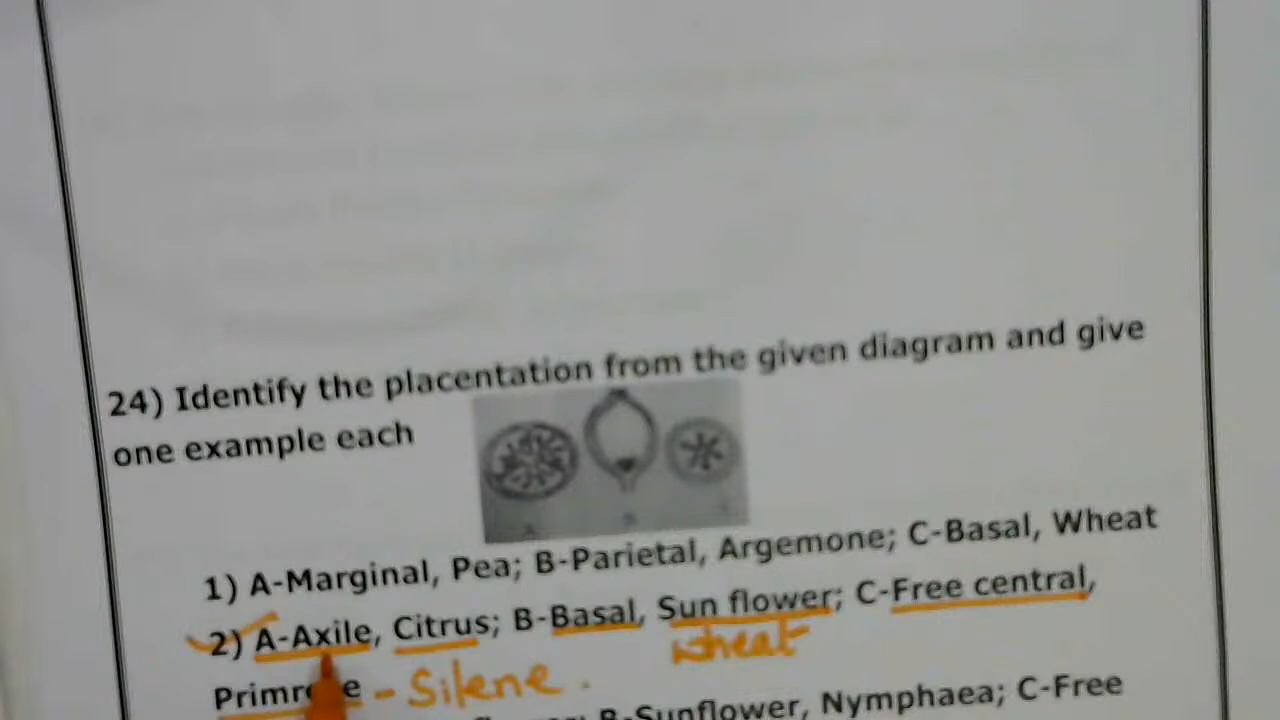 24) Identify the placentation from the given diagram and give
one example each
A B
1) A-Marginal, Pea; B-Parietal, Argemone; C-Basal, Wheat
2) A-Axile, Citrus; B-Basal, Sun flower; C-Free central,
wheat
- Silene.
B-Sunflower, Nymphaea; C-Free